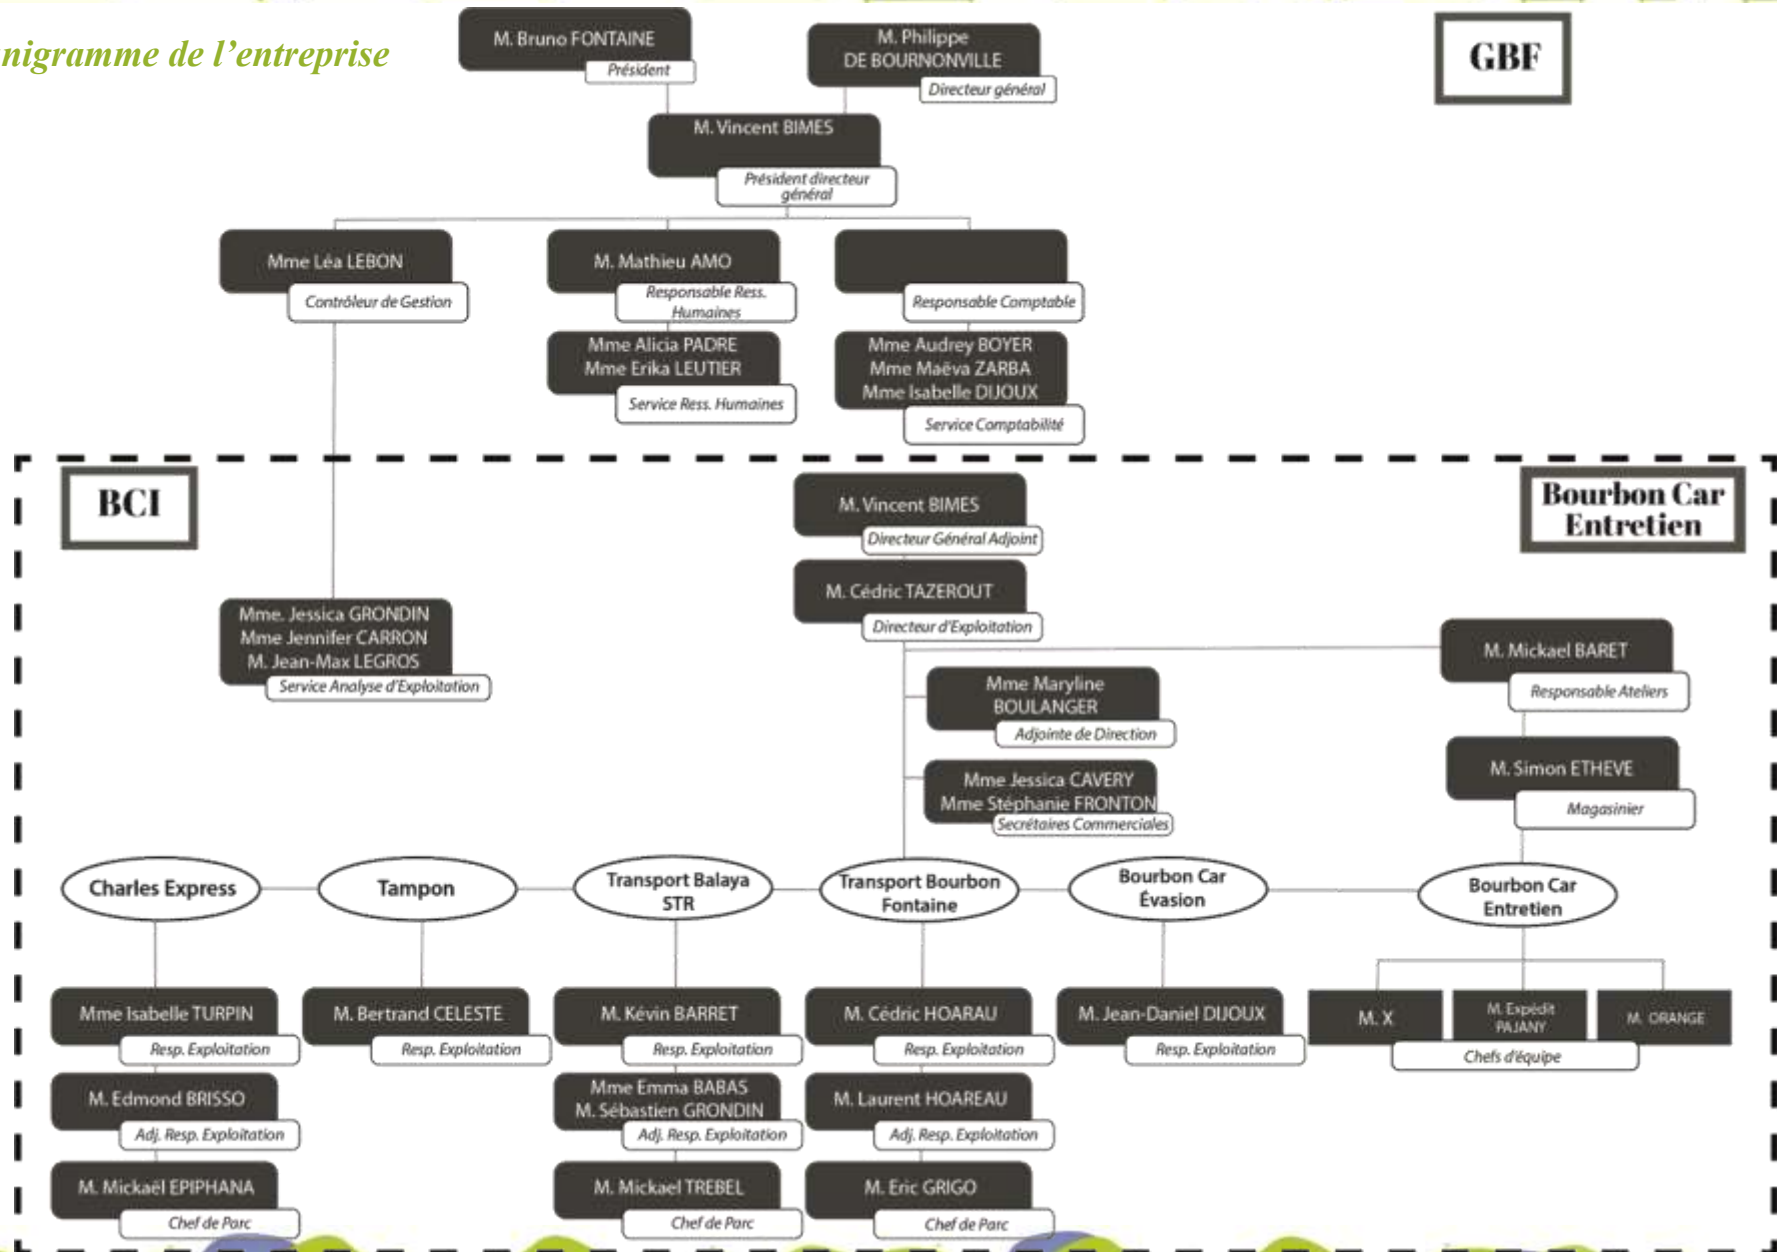 nigramme de l'entreprise
M. Bruno FONTAINE
Président
M. Philippe
DE BOURNONVILLE
Directeur général
GBF
M. Vincent BIMES
Président directeur
général
Mme Léa LEBON
Contrôleur de Gestion
M. Mathieu AMO
Responsable Ress.
Humaines
Responsable Comptable
Mme Alicia PADRE
Mme Erika LEUTIER
Service Ress. Humaines
Mme Audrey BOYER
Mme Maëva ZARBA
Mme Isabelle DIJOUX
Service Comptabilité
BCI
Bourbon Car
Entretien
M. Vincent BIMES
Directeur Général Adjoint
M. Cédric TAZEROUT
Directeur d'Exploitation
Mme. Jessica GRONDIN
Mme Jennifer CARRON
M. Jean-Max LEGROS
Service Analyse d'Exploitation
M. Mickael BARET
Responsable Ateliers
Mme Maryline
BOULANGER
Adjointe de Direction
Mme Jessica CAVERY
Mme Stéphanie FRONTON
Secrétaires Commerciales
M. Simon ETHEVE
Magasinier
Charles Express
Tampon
Transport Balaya
STR
Transport Bourbon
Fontaine
Bourbon Car
Évasion
Bourbon Car
Entretien
Mme Isabelle TURPIN
Resp. Exploitation
M. Bertrand CELESTE
Resp. Exploitation
M. Kévin BARRET
Resp. Exploitation
M. Cédric HOARAU
Resp. Exploitation
M. Jean-Daniel DIJOUX
Resp. Exploitation
M. X
M. Expédit
PAJANY
M. ORANGE
Chefs d'équipe
M. Edmond BRISSO
Adj. Resp. Exploitation
Mme Emma BABAS
M. Sébastien GRONDIN
Adj. Resp. Exploitation
M. Laurent HOAREAU
Adj. Resp. Exploitation
M. Mickaël EPIPHANA
Chef de Parc
M. Mickael TREBEL
Chef de Parc
M. Eric GRIGO
Chef de Parc